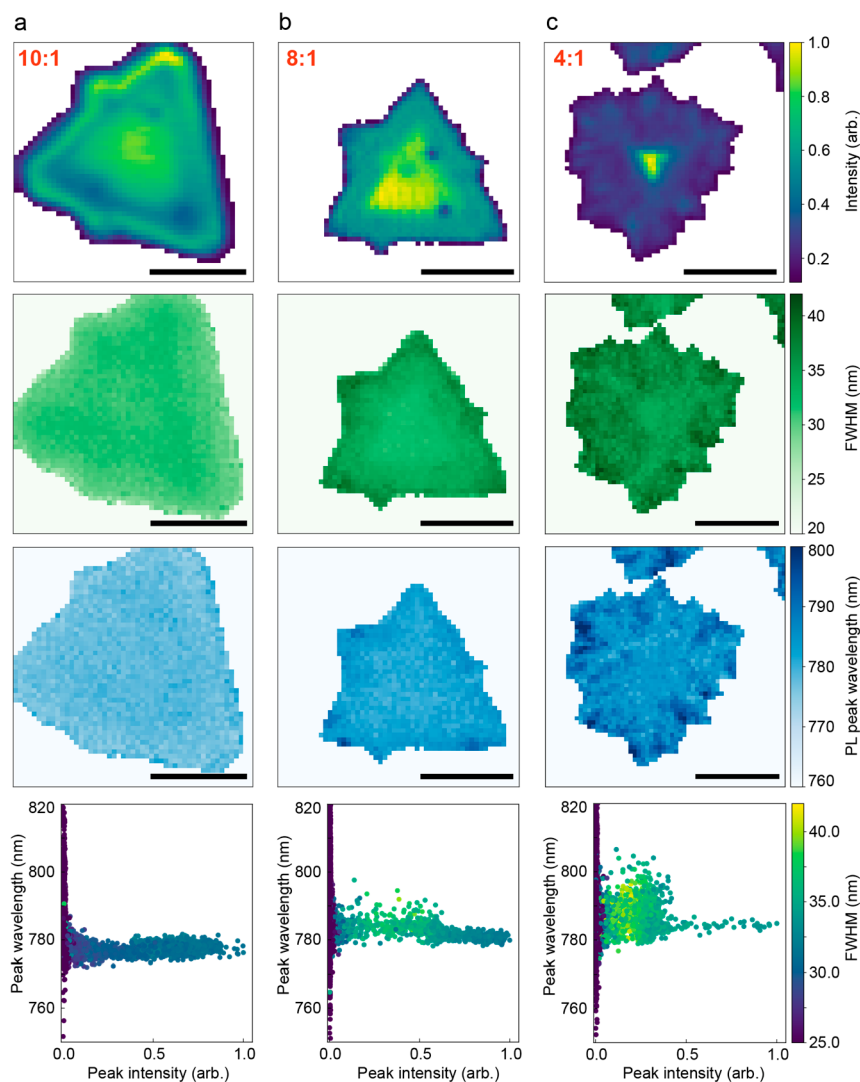 a b c
10:1 8:1 4:1
1.0
0.8
0.6
0.4
0.2
Intensity (arb.)
40
35
30
25
20
FWHM (nm)
800
790
780
770
760
PL peak wavelength (nm)
820
800
780
760
Peak wavelength (nm)
0.0 0.5 1.0
Peak intensity (arb.)
820
800
780
760
Peak wavelength (nm)
0.0 0.5 1.0
Peak intensity (arb.)
820
800
780
760
Peak wavelength (nm)
0.0 0.5 1.0
Peak intensity (arb.)
40.0
35.0
30.0
25.0
FWHM (nm)